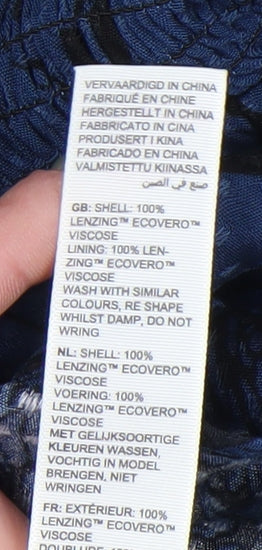 VERVAARDIGD IN CHINA
FABRIQUÉ EN CHINE
HERGESTELLT IN CHINA
FABBRICATO IN CINA
PRODUSERT I KINA
FABRICADO EN CHINA
VALMISTETTU KIINASSA
صنع في الصين
GB: SHELL: 100%
LENZING™ ECOVERO™
VISCOSE
LINING: 100% LEN-
ZING™ ECOVERO™
VISCOSE
WASH WITH SIMILAR
COLOURS, RE SHAPE
WHILST DAMP, DO NOT
WRING
NL: SHELL: 100%
LENZING™ ECOVERO™
VISCOSE
VOERING: 100%
LENZING™ ECOVERO™
VISCOSE
MET GELIJKSOORTIGE
KLEUREN WASSEN,
VOCHTIG IN MODEL
BRENGEN, NIET
WRINGEN
FR: EXTÉRIEUR: 100%
LENZING™ ECOVERO™
VISCOSE